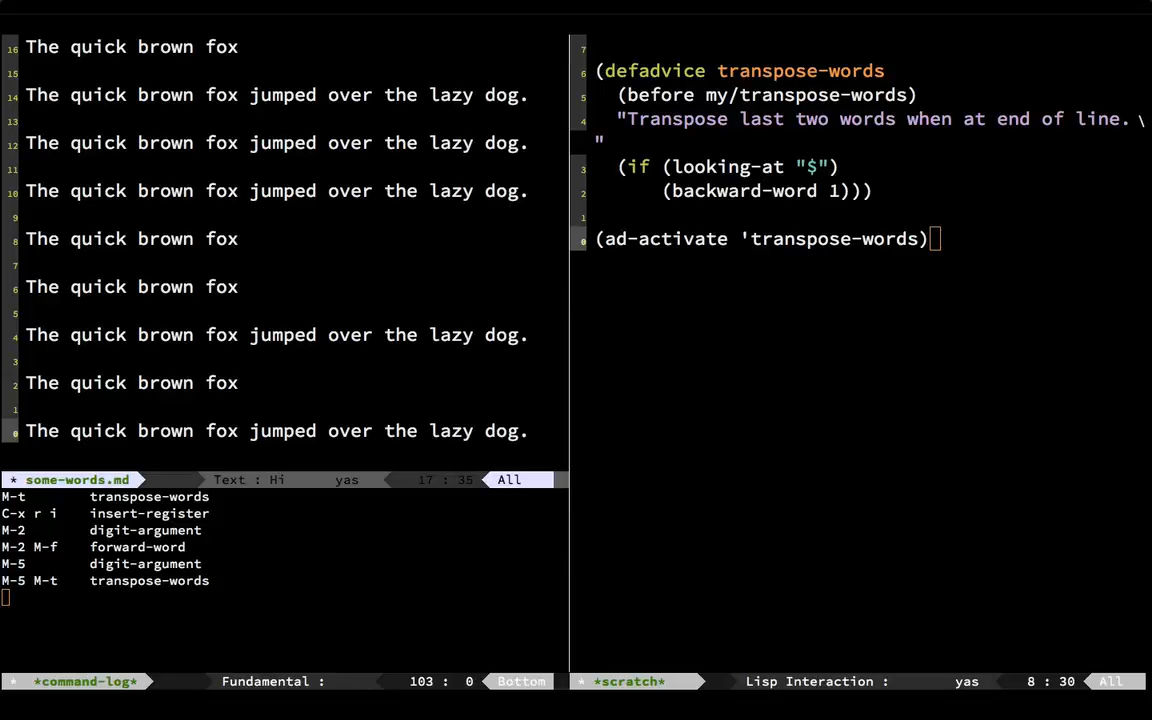 16 The quick brown fox
15
14 The quick brown fox jumped over the lazy dog.
13
12 The quick brown fox jumped over the lazy dog.
11
10 The quick brown fox jumped over the lazy dog.
9
8 The quick brown fox
7
6 The quick brown fox
5
4 The quick brown fox jumped over the lazy dog.
3
2 The quick brown fox
1
0 The quick brown fox jumped over the lazy dog.
* some-words.md Text : Hi yas 17 : 35 All
M-t transpose-words
C-x r i insert-register
M-2 digit-argument
M-2 M-f forward-word
M-5 digit-argument
M-5 M-t transpose-words
* *command-log* Fundamental : 103 : 0 Bottom
7
6 (defadvice transpose-words
5 (before my/transpose-words)
4 "Transpose last two words when at end of line. \
"
3 (if (looking-at "$")
2 (backward-word 1)))
1
0 (ad-activate 'transpose-words)
* *scratch* Lisp Interaction : yas 8 : 30 All